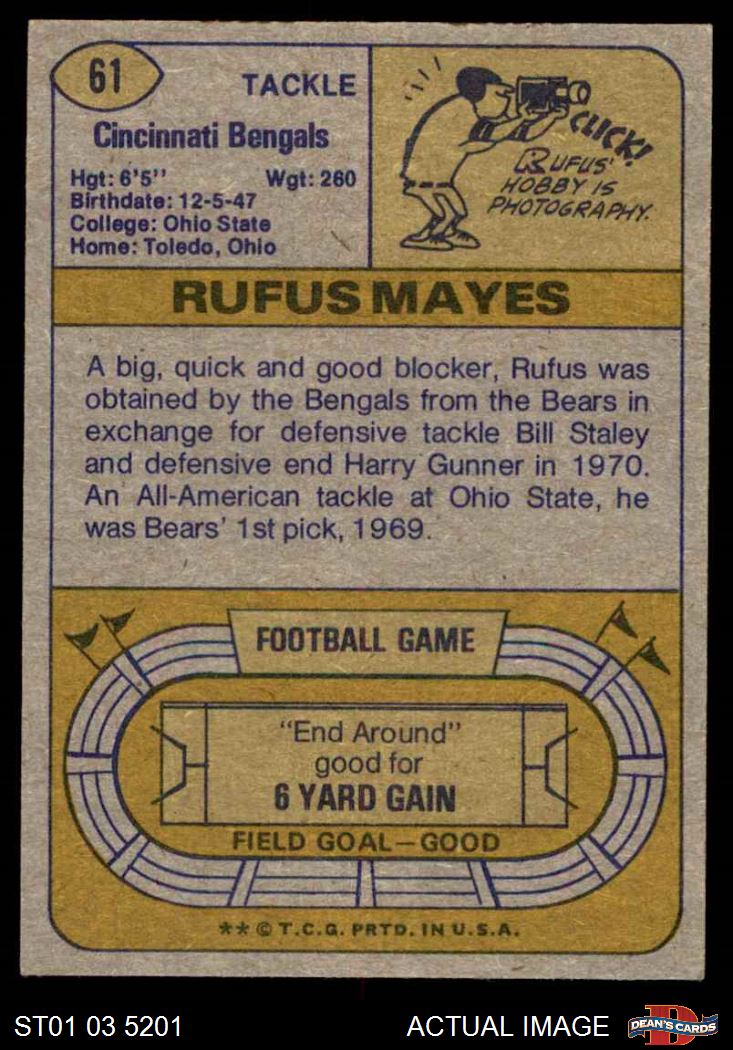 61
TACKLE
Cincinnati Bengals
Hgt: 6'5'' Wgt: 260
Birthdate: 12-5-47
College: Ohio State
Home: Toledo, Ohio
CLICK!
RUFUS'
HOBBY IS
PHOTOGRAPHY.
RUFUS MAYES
A big, quick and good blocker, Rufus was
obtained by the Bengals from the Bears in
exchange for defensive tackle Bill Staley
and defensive end Harry Gunner in 1970.
An All-American tackle at Ohio State, he
was Bears' 1st pick, 1969.
FOOTBALL GAME
"End Around"
good for
6 YARD GAIN
FIELD GOAL—GOOD
** © T.C.G. PRTD. IN U.S.A.
ST01 03 5201
ACTUAL IMAGE
D
DEAN'S CARDS